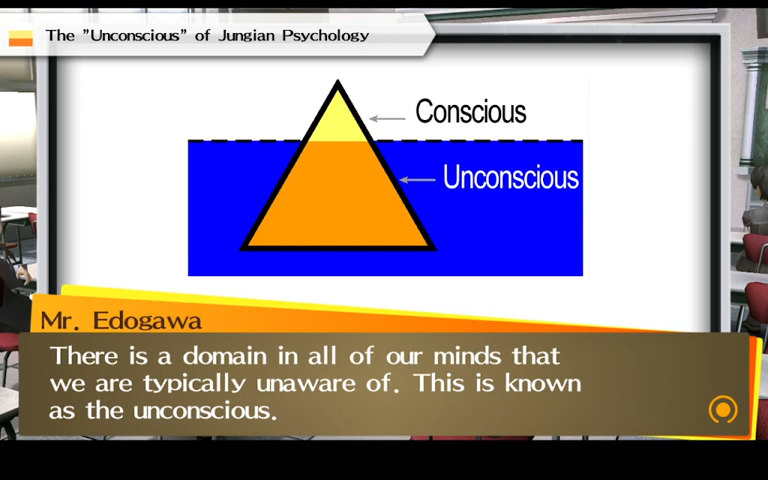 The "Unconscious" of Jungian Psychology
Conscious
Unconscious
Mr. Edogawa
There is a domain in all of our minds that
we are typically unaware of. This is known
as the unconscious.